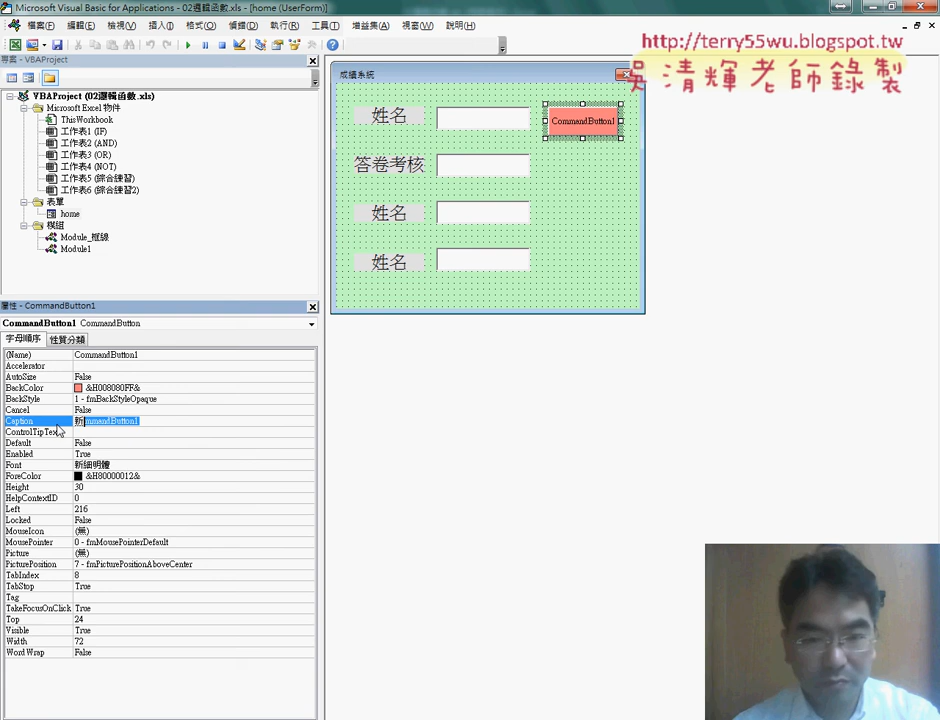 Microsoft Visual Basic for Applications - 02邏輯函數.xls - [home (UserForm)]
檔案(F) 編輯(E) 檢視(V) 插入(I) 格式(O) 偵錯(D) 執行(R) 工具(T) 增益集(A) 視窗(W) 說明(H)
http://terry55wu.blogspot.tw
吳清輝老師錄製
專案 - VBAProject
VBAProject (02邏輯函數.xls)
Microsoft Excel 物件
ThisWorkbook
工作表1 (IF)
工作表2 (AND)
工作表3 (OR)
工作表4 (NOT)
工作表5 (綜合練習)
工作表6 (綜合練習2)
表單
home
模組
Module_框線
Module1
成績系統
姓名
CommandButton1
答卷考核
姓名
姓名
屬性 - CommandButton1
CommandButton1 CommandButton
字母順序 性質分類
(Name) CommandButton1
Accelerator
AutoSize False
BackColor &H008080FF&
BackStyle 1 - fmBackStyleOpaque
Cancel False
Caption 新mmandButton1
ControlTipTex
Default False
Enabled True
Font 新細明體
ForeColor &H80000012&
Height 30
HelpContextID 0
Left 216
Locked False
MouseIcon (無)
MousePointer 0 - fmMousePointerDefault
Picture (無)
PicturePosition 7 - fmPicturePositionAboveCenter
TabIndex 8
TabStop True
Tag
TakeFocusOnClick True
Top 24
Visible True
Width 72
WordWrap False